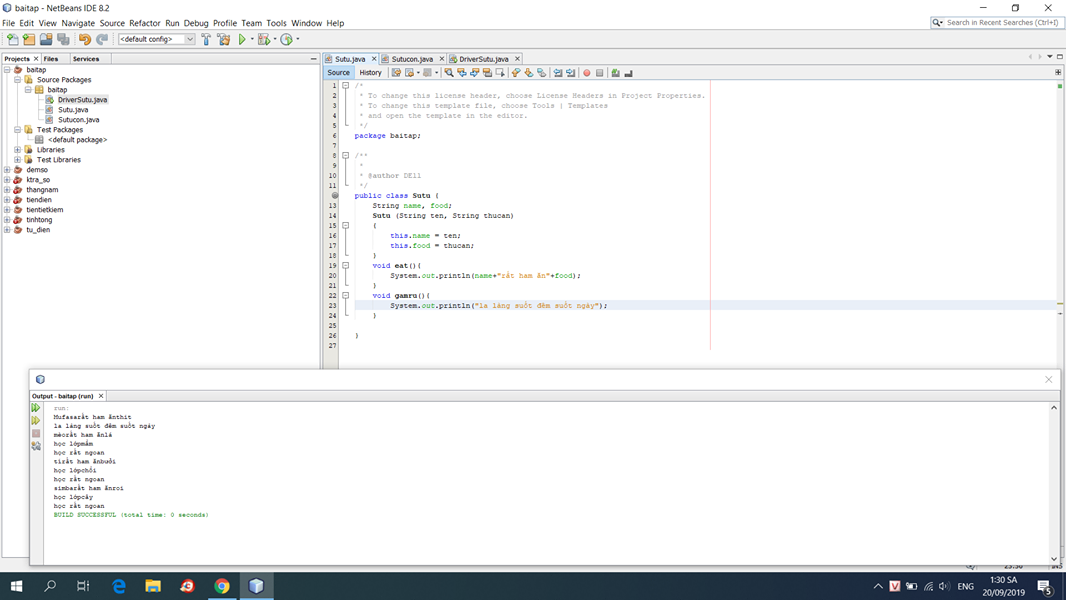 baitap - NetBeans IDE 8.2
File Edit View Navigate Source Refactor Run Debug Profile Team Tools Window Help
Search in Recent Searches (Ctrl+I)
<default config>
Projects Files Services
baitap
Source Packages
baitap
DriverSutu.java
Sutu.java
Sutucon.java
Test Packages
<default package>
Libraries
Test Libraries
demso
ktra_so
thangnam
tiendien
tientietkiem
tinhtong
tu_dien
Sutu.java Sutucon.java DriverSutu.java
Source History
1 /*
2 * To change this license header, choose License Headers in Project Properties.
3 * To change this template file, choose Tools | Templates
4 * and open the template in the editor.
5 */
6 package baitap;
7
8 /**
9 *
10 * @author DELL
11 */
public class Sutu {
13 String name, food;
14 Sutu (String ten, String thucan)
15 {
16 this.name = ten;
17 this.food = thucan;
18 }
19 void eat(){
20 System.out.println(name+"rất ham ăn"+food);
21 }
22 void gamru(){
23 System.out.println("la láng suốt đêm suốt ngày");
24 }
25
26 }
27
Output - baitap (run)
run:
Mufasarất ham ănthit
la láng suốt đêm suốt ngày
mèorất ham ănlá
học lớpmầm
học rất ngoan
tirất ham ănbuổi
học lớpchồi
học rất ngoan
simbarất ham ănroi
học lớpcây
học rất ngoan
BUILD SUCCESSFUL (total time: 0 seconds)
ENG
1:30 SA
20/09/2019
5